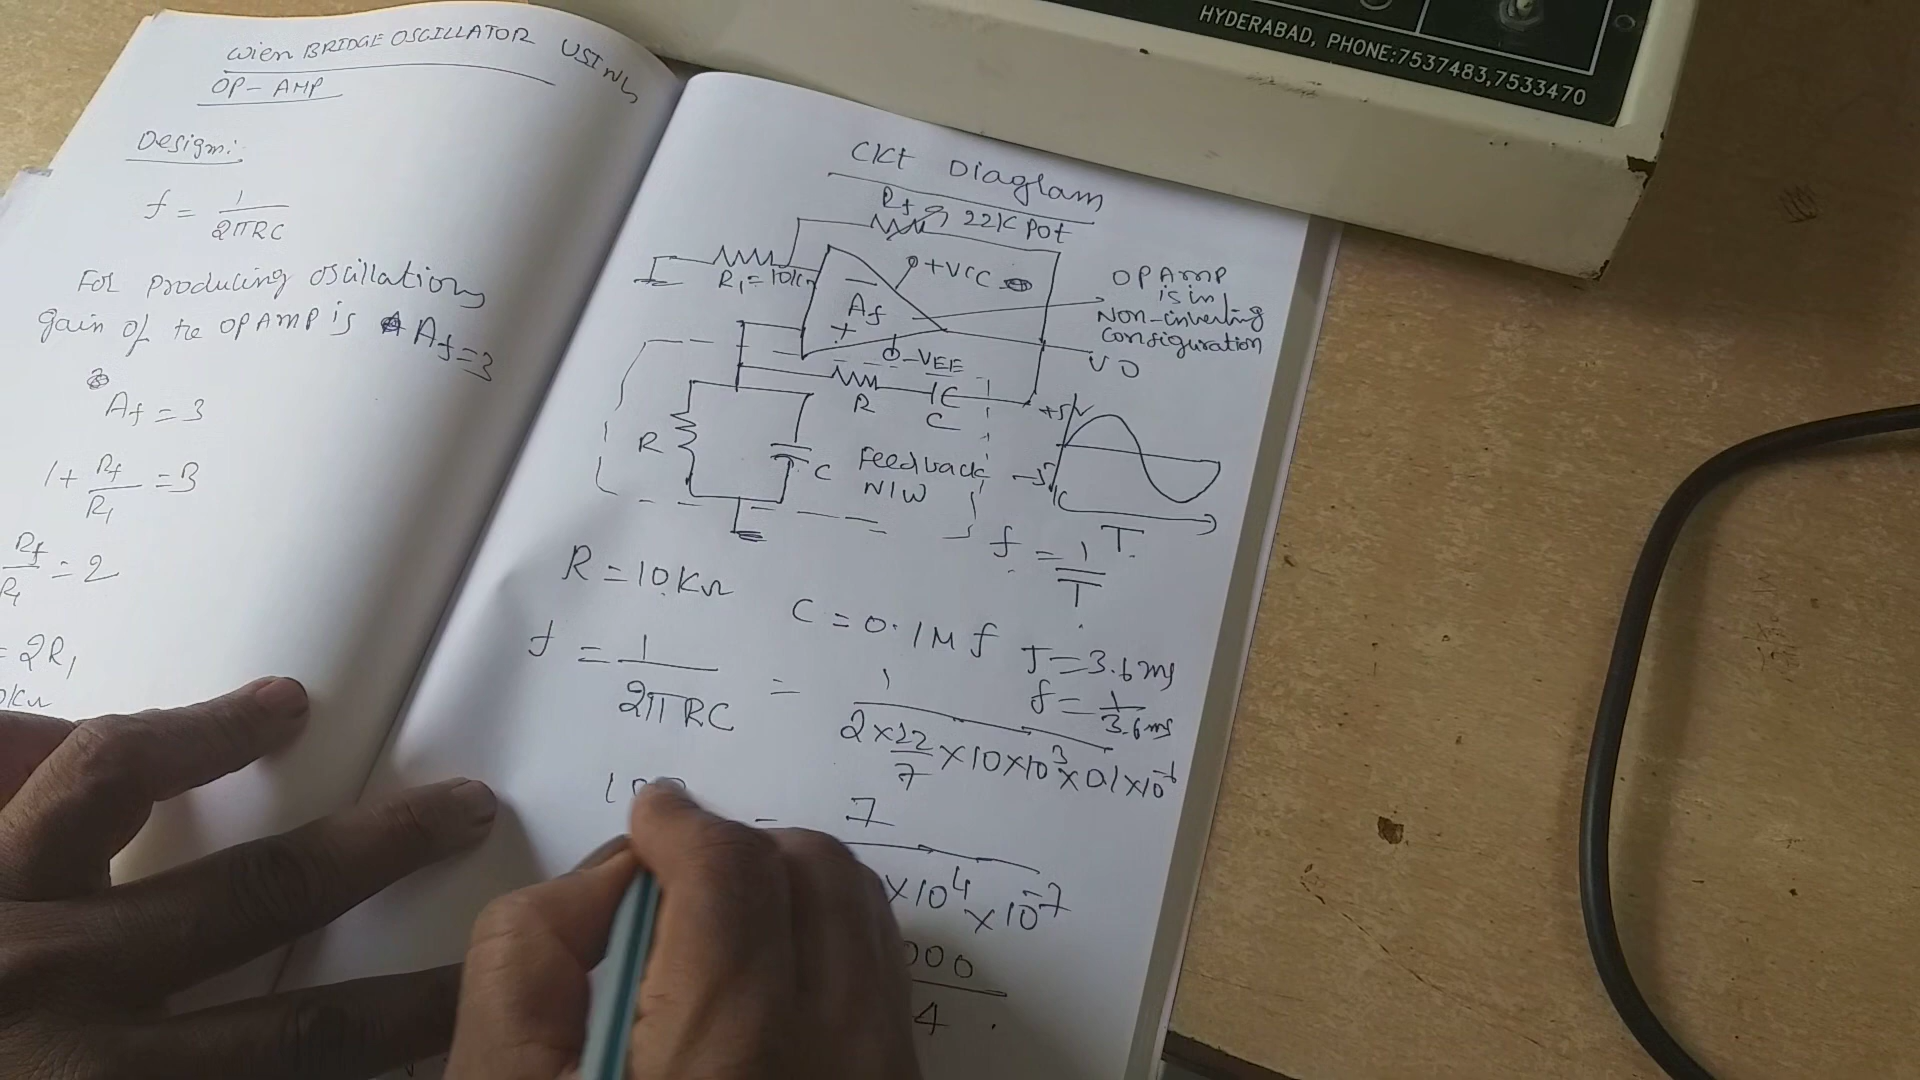 HYDERABAD, PHONE:7537483,7533470
Wien BRIDGE OSCILLATOR USING
OP-AMP
Design:
f = 1/2πRC
For producing oscillations
gain of the OPAMP is Af=3
Af = 3
1 + Rf/R1 = 3
Rf/R1 = 2
= 2R1
CKt Diagram
Rf 22K Pot
R1=10K
+VCC
− Af +
-VEE
OPAMP
is in
Non-inverting
configuration
VO
R C
R C
Feedback
N/W
+5V
-5V
T
f = 1/T
R = 10KΩ
C = 0.1Mf
T=3.6ms
f = 1/3.6ms
f = 1/2πRC = 1/2×22/7×10×10³×0.1×10⁻⁶
= 7
×10⁴×10⁻⁷
000
4